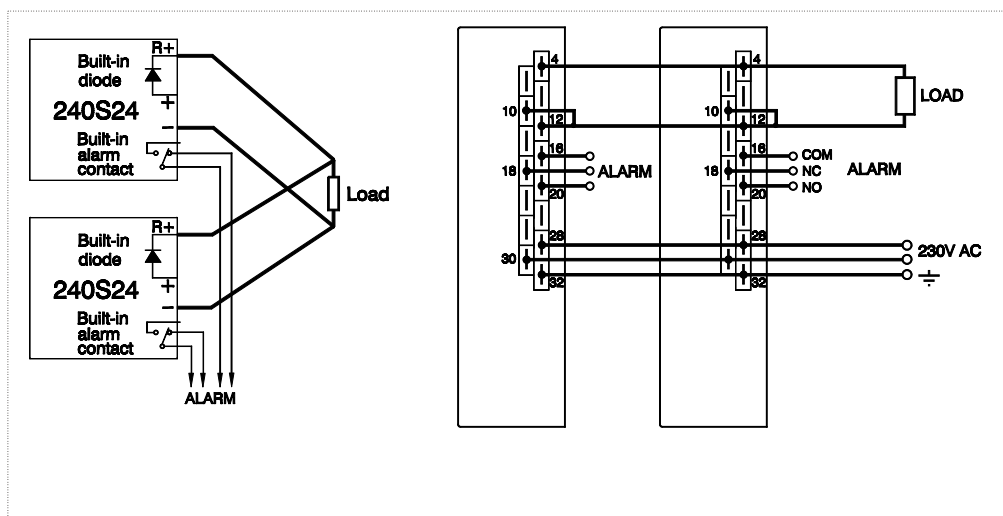 R+
Built-in
diode
240S24
+
−
Built-in
alarm
contact
R+
Built-in
diode
240S24
+
−
Built-in
alarm
contact
Load
ALARM
4
10
12
16
18
20
28
30
32
ALARM
4
10
12
16
18
20
28
32
COM
NC
NO
ALARM
LOAD
230V AC